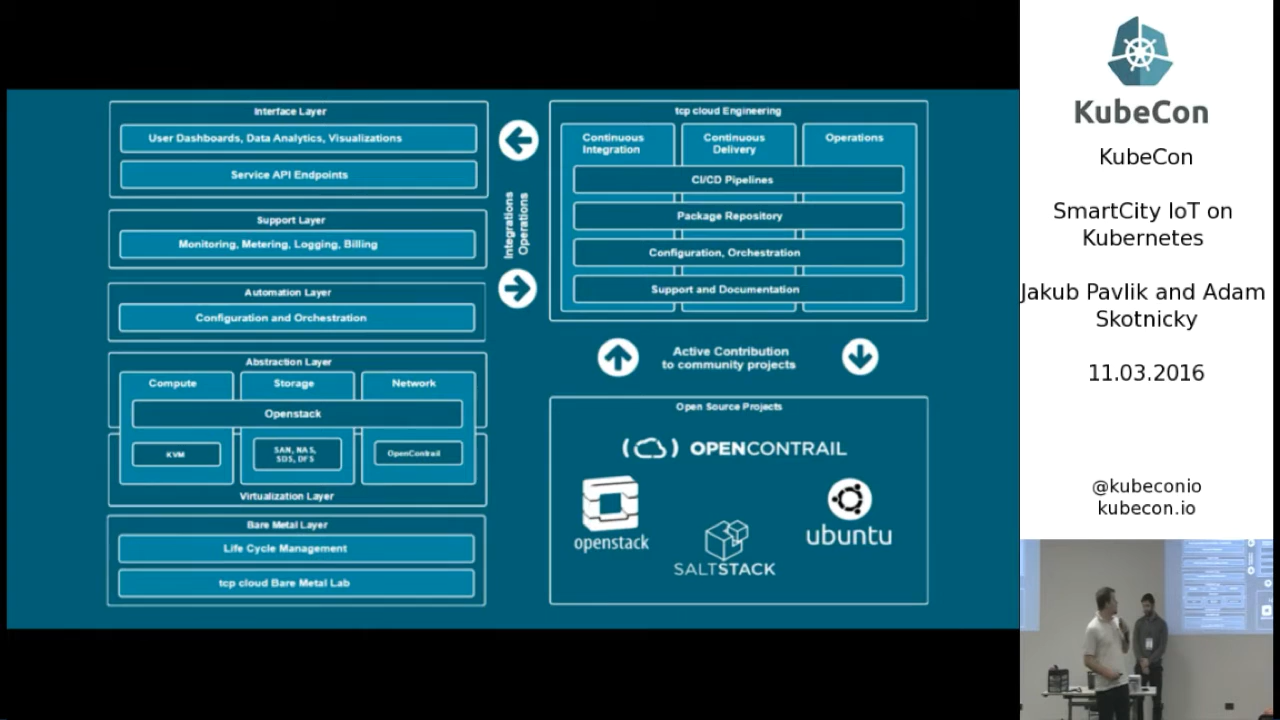 Interface Layer
User Dashboards, Data Analytics, Visualizations
Service API Endpoints
Support Layer
Monitoring, Metering, Logging, Billing
Automation Layer
Configuration and Orchestration
Abstraction Layer
Compute
Storage
Network
Openstack
KVM
SAN, NAS,
SDS, DFS
OpenContrail
Virtualization Layer
Bare Metal Layer
Life Cycle Management
tcp cloud Bare Metal Lab
Integrations
Operations
tcp cloud Engineering
Continuous
Integration
Continuous
Delivery
Operations
CI/CD Pipelines
Package Repository
Configuration, Orchestration
Support and Documentation
Active Contribution
to community projects
Open Source Projects
OPENCONTRAIL
openstack
SALTSTACK
ubuntu
KubeCon
KubeCon
SmartCity IoT on
Kubernetes
Jakub Pavlik and Adam
Skotnicky
11.03.2016
@kubeconio
kubecon.io